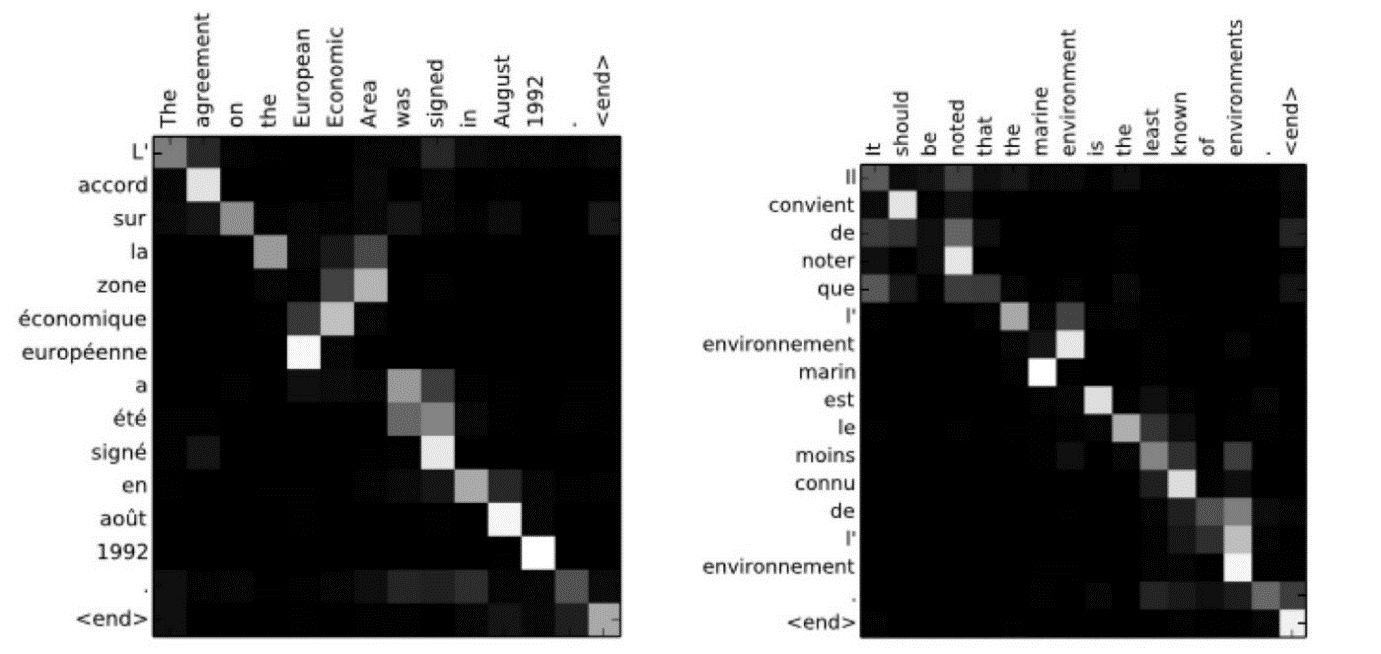 The agreement on the European Economic Area was signed in August 1992 . <end>
L'
accord
sur
la
zone
économique
européenne
a
été
signé
en
août
1992
.
<end>
It should be noted that the marine environment is the least known of environments . <end>
Il
convient
de
noter
que
l'
environnement
marin
est
le
moins
connu
de
l'
environnement
.
<end>